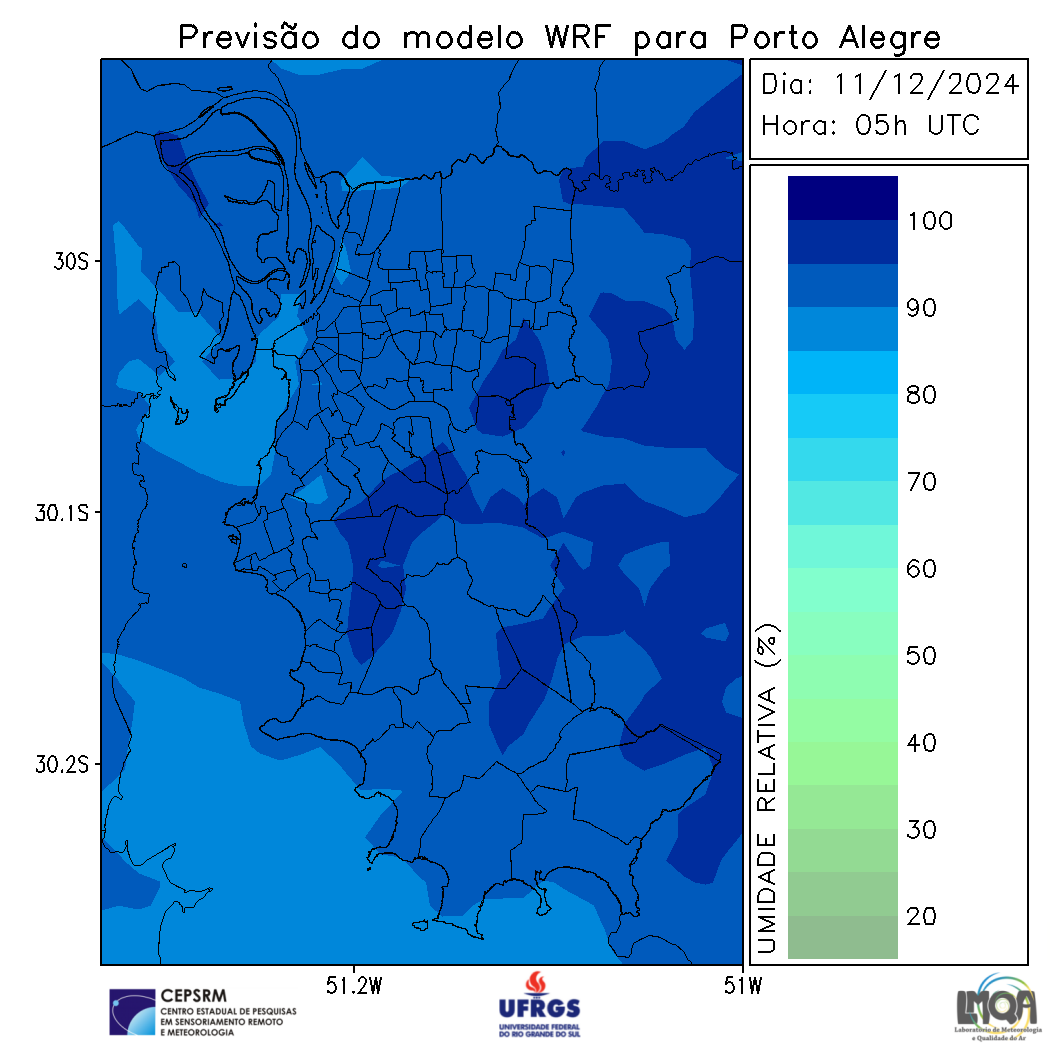 Previsão do modelo WRF para Porto Alegre
Dia: 11/12/2024
Hora: 05h UTC
30S
30.1S
30.2S
51.2W
51W
100
90
80
70
60
50
40
30
20
UMIDADE RELATIVA (%)
CEPSRM
CENTRO ESTADUAL DE PESQUISAS
EM SENSORIAMENTO REMOTO
E METEOROLOGIA
UFRGS
UNIVERSIDADE FEDERAL
DO RIO GRANDE DO SUL
LMQA
Laboratório de Meteorologia
e Qualidade do Ar